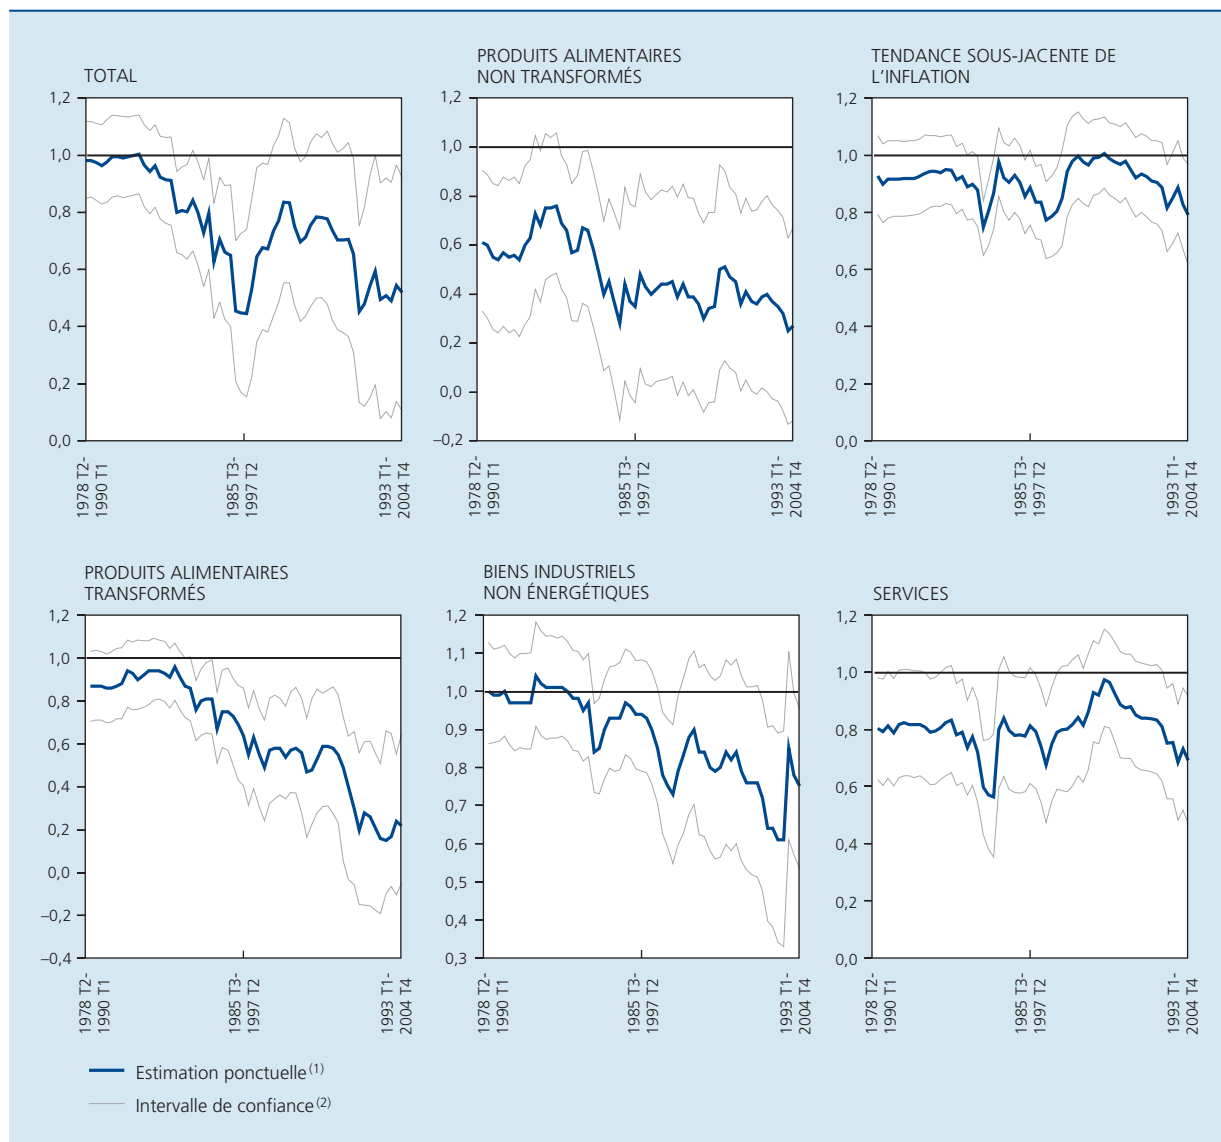 TOTAL
1,2
1,0
0,8
0,6
0,4
0,2
0,0
1978 T2-
1990 T1
1985 T3-
1997 T2
1993 T1-
2004 T4
PRODUITS ALIMENTAIRES
NON TRANSFORMÉS
1,2
1,0
0,8
0,6
0,4
0,2
0,0
–0,2
1978 T2-
1990 T1
1985 T3-
1997 T2
1993 T1-
2004 T4
TENDANCE SOUS-JACENTE DE
L'INFLATION
1,2
1,0
0,8
0,6
0,4
0,2
0,0
1978 T2-
1990 T1
1985 T3-
1997 T2
1993 T1-
2004 T4
PRODUITS ALIMENTAIRES
TRANSFORMÉS
1,2
1,0
0,8
0,6
0,4
0,2
0,0
–0,2
–0,4
1978 T2-
1990 T1
1985 T3-
1997 T2
1993 T1-
2004 T4
BIENS INDUSTRIELS
NON ÉNERGÉTIQUES
1,2
1,1
1,0
0,9
0,8
0,7
0,6
0,5
0,4
0,3
1978 T2-
1990 T1
1985 T3-
1997 T2
1993 T1-
2004 T4
SERVICES
1,2
1,0
0,8
0,6
0,4
0,2
0,0
1978 T2-
1990 T1
1985 T3-
1997 T2
1993 T1-
2004 T4
Estimation ponctuelle (1)
Intervalle de confiance (2)